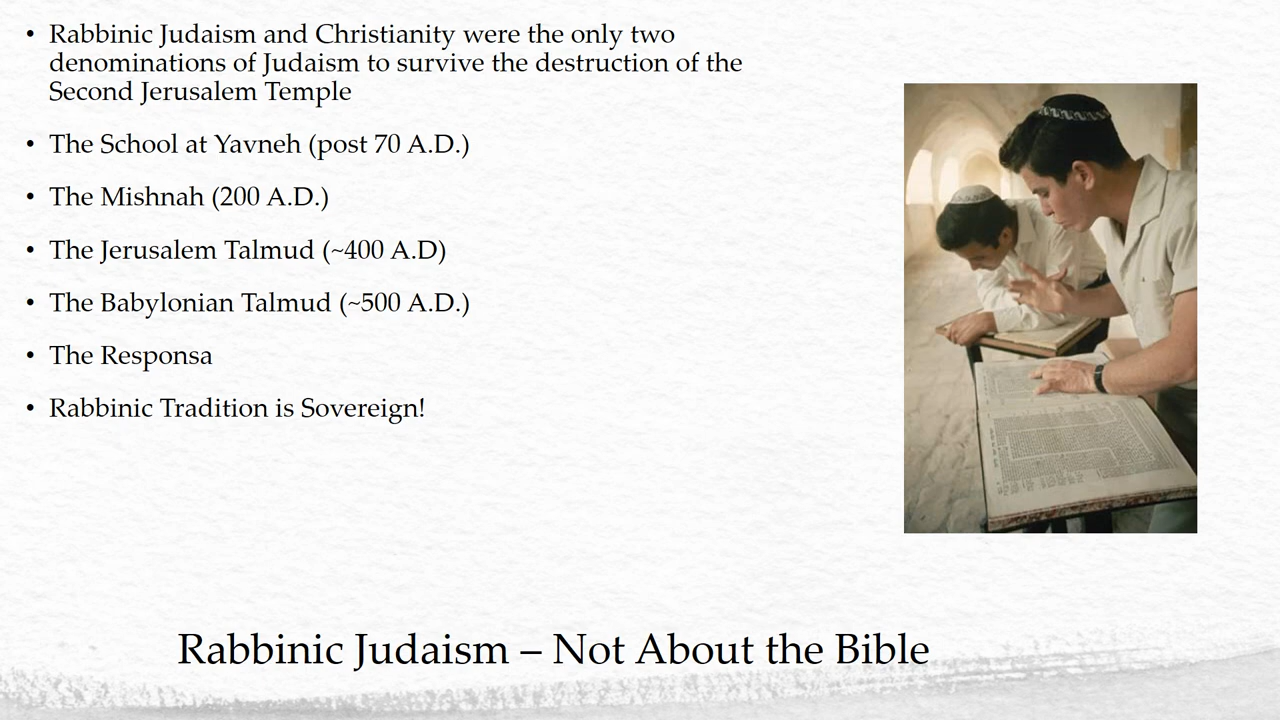 • Rabbinic Judaism and Christianity were the only two
denominations of Judaism to survive the destruction of the
Second Jerusalem Temple
• The School at Yavneh (post 70 A.D.)
• The Mishnah (200 A.D.)
• The Jerusalem Talmud (~400 A.D)
• The Babylonian Talmud (~500 A.D.)
• The Responsa
• Rabbinic Tradition is Sovereign!
Rabbinic Judaism – Not About the Bible